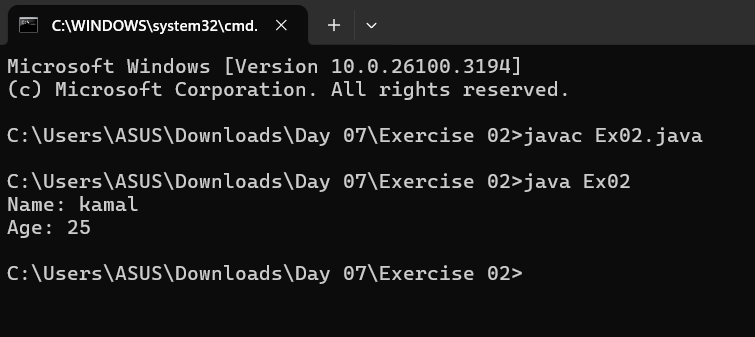 C:\WINDOWS\system32\cmd.
Microsoft Windows [Version 10.0.26100.3194]
(c) Microsoft Corporation. All rights reserved.
C:\Users\ASUS\Downloads\Day 07\Exercise 02>javac Ex02.java
C:\Users\ASUS\Downloads\Day 07\Exercise 02>java Ex02
Name: kamal
Age: 25
C:\Users\ASUS\Downloads\Day 07\Exercise 02>